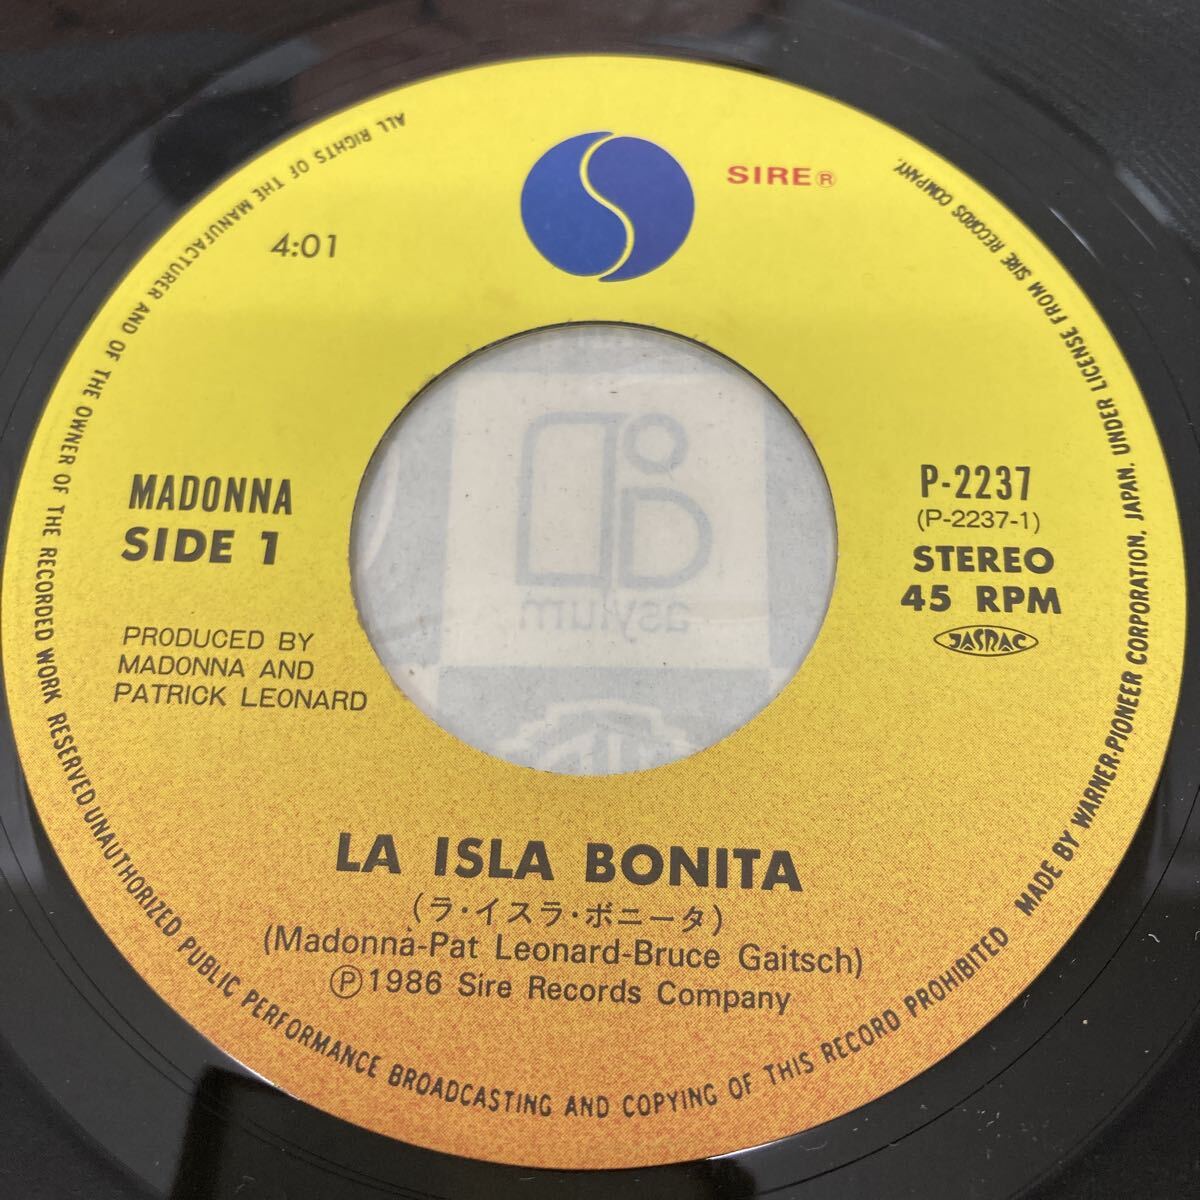 SIRE®
4:01
MADONNA
SIDE 1
PRODUCED BY
MADONNA AND
PATRICK LEONARD
P-2237
(P-2237-1)
STEREO
45 RPM
JASRAC
asylum
LA ISLA BONITA
(ラ・イスラ・ボニータ)
(Madonna-Pat Leonard-Bruce Gaitsch)
Ⓟ1986 Sire Records Company
ALL RIGHTS OF THE MANUFACTURER AND OF THE OWNER OF THE RECORDED WORK RESERVED UNAUTHORIZED PUBLIC PERFORMANCE BROADCASTING AND COPYING OF THIS RECORD PROHIBITED
MADE BY WARNER-PIONEER CORPORATION, JAPAN. UNDER LICENSE FROM SIRE RECORDS COMPANY.